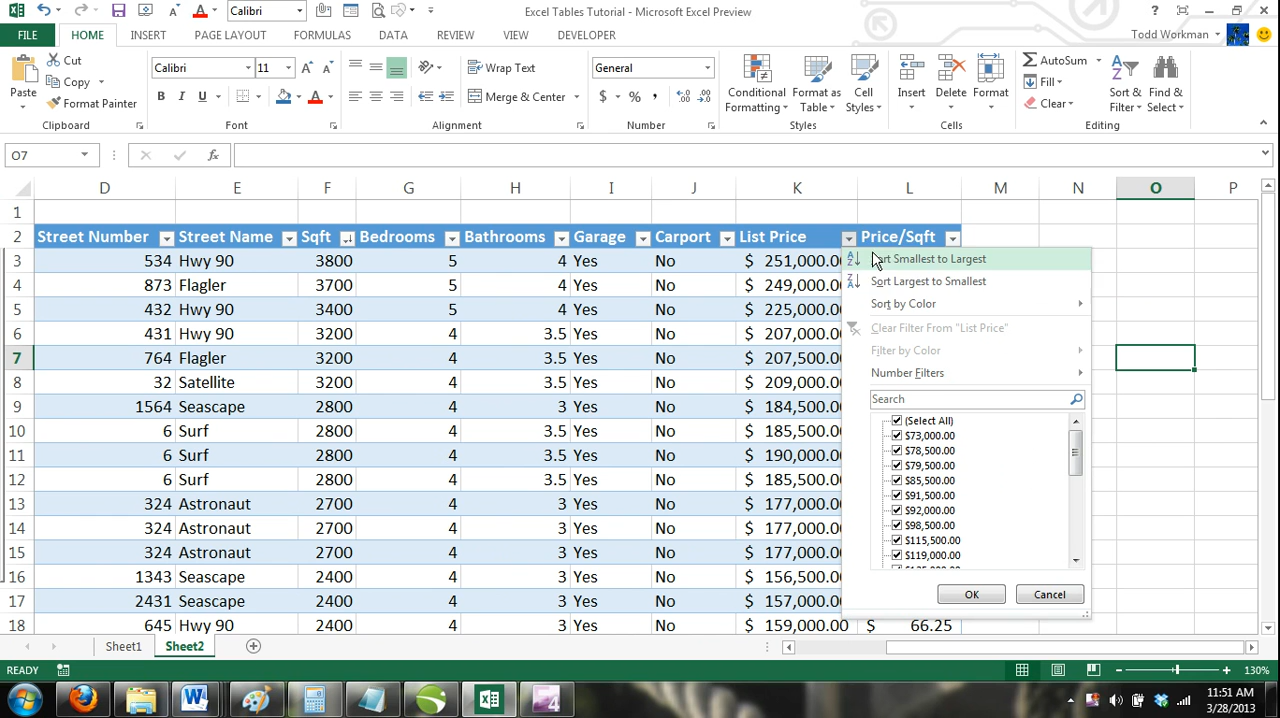 Calibri
Excel Tables Tutorial - Microsoft Excel Preview
?
FILE HOME INSERT PAGE LAYOUT FORMULAS DATA REVIEW VIEW DEVELOPER Todd Workman
Paste
Cut
Copy
Format Painter
Clipboard
Calibri 11
B I U
Font
Wrap Text
Merge & Center
Alignment
General
$ % ,
Number
Conditional Formatting
Format as Table
Cell Styles
Styles
Insert
Delete
Format
Cells
AutoSum
Fill
Clear
Sort & Filter
Find & Select
Editing
O7
D E F G H I J K L M N O P
1
2 Street Number Street Name Sqft Bedrooms Bathrooms Garage Carport List Price Price/Sqft
3 534 Hwy 90 3800 5 4 Yes No $ 251,000.0
4 873 Flagler 3700 5 4 Yes No $ 249,000.0
5 432 Hwy 90 3400 5 4 Yes No $ 225,000.0
6 431 Hwy 90 3200 4 3.5 Yes No $ 207,000.0
7 764 Flagler 3200 4 3.5 Yes No $ 207,500.0
8 32 Satellite 3200 4 3.5 Yes No $ 209,000.0
9 1564 Seascape 2800 4 3 Yes No $ 184,500.0
10 6 Surf 2800 4 3.5 Yes No $ 185,500.0
11 6 Surf 2800 4 3.5 Yes No $ 190,000.0
12 6 Surf 2800 4 3.5 Yes No $ 185,500.0
13 324 Astronaut 2700 4 3 Yes No $ 177,000.0
14 324 Astronaut 2700 4 3 Yes No $ 177,000.0
15 324 Astronaut 2700 4 3 Yes No $ 177,000.0
16 1343 Seascape 2400 4 3 Yes No $ 156,500.0
17 2431 Seascape 2400 4 3 Yes No $ 157,000.0
18 645 Hwy 90 2400 4 3 Yes No $ 159,000.00 $ 66.25
Smallest to Largest
Sort Largest to Smallest
Sort by Color
Clear Filter From "List Price"
Filter by Color
Number Filters
Search
(Select All)
$73,000.00
$78,500.00
$79,500.00
$85,500.00
$91,500.00
$92,000.00
$98,500.00
$115,500.00
$119,000.00
OK Cancel
Sheet1 Sheet2
READY 130%
11:51 AM
3/28/2013